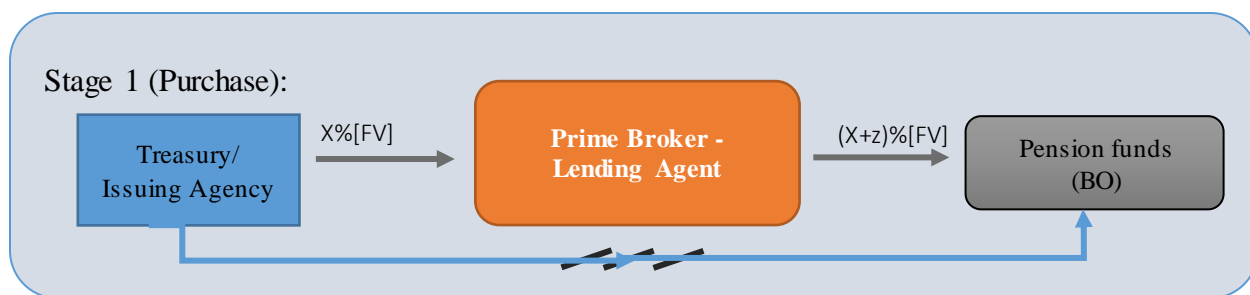 Stage 1 (Purchase):
Treasury/
Issuing Agency
X%[FV]
Prime Broker -
Lending Agent
(X+z)%[FV]
Pension funds
(BO)